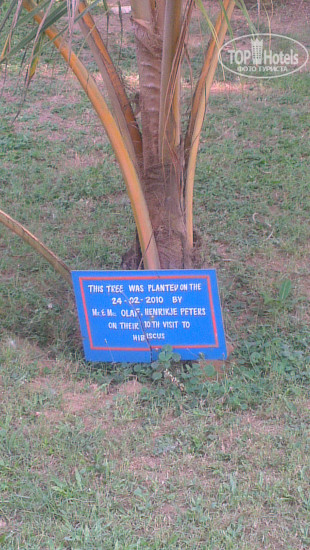 TOP Hotels
ФОТО ТУРИСТА
THIS TREE WAS PLANTED ON THE
24-02-2010 BY
MR & MRS OLAF, HENRIKJE PETERS
ON THEIR 10TH VISIT TO
HIBISCUS